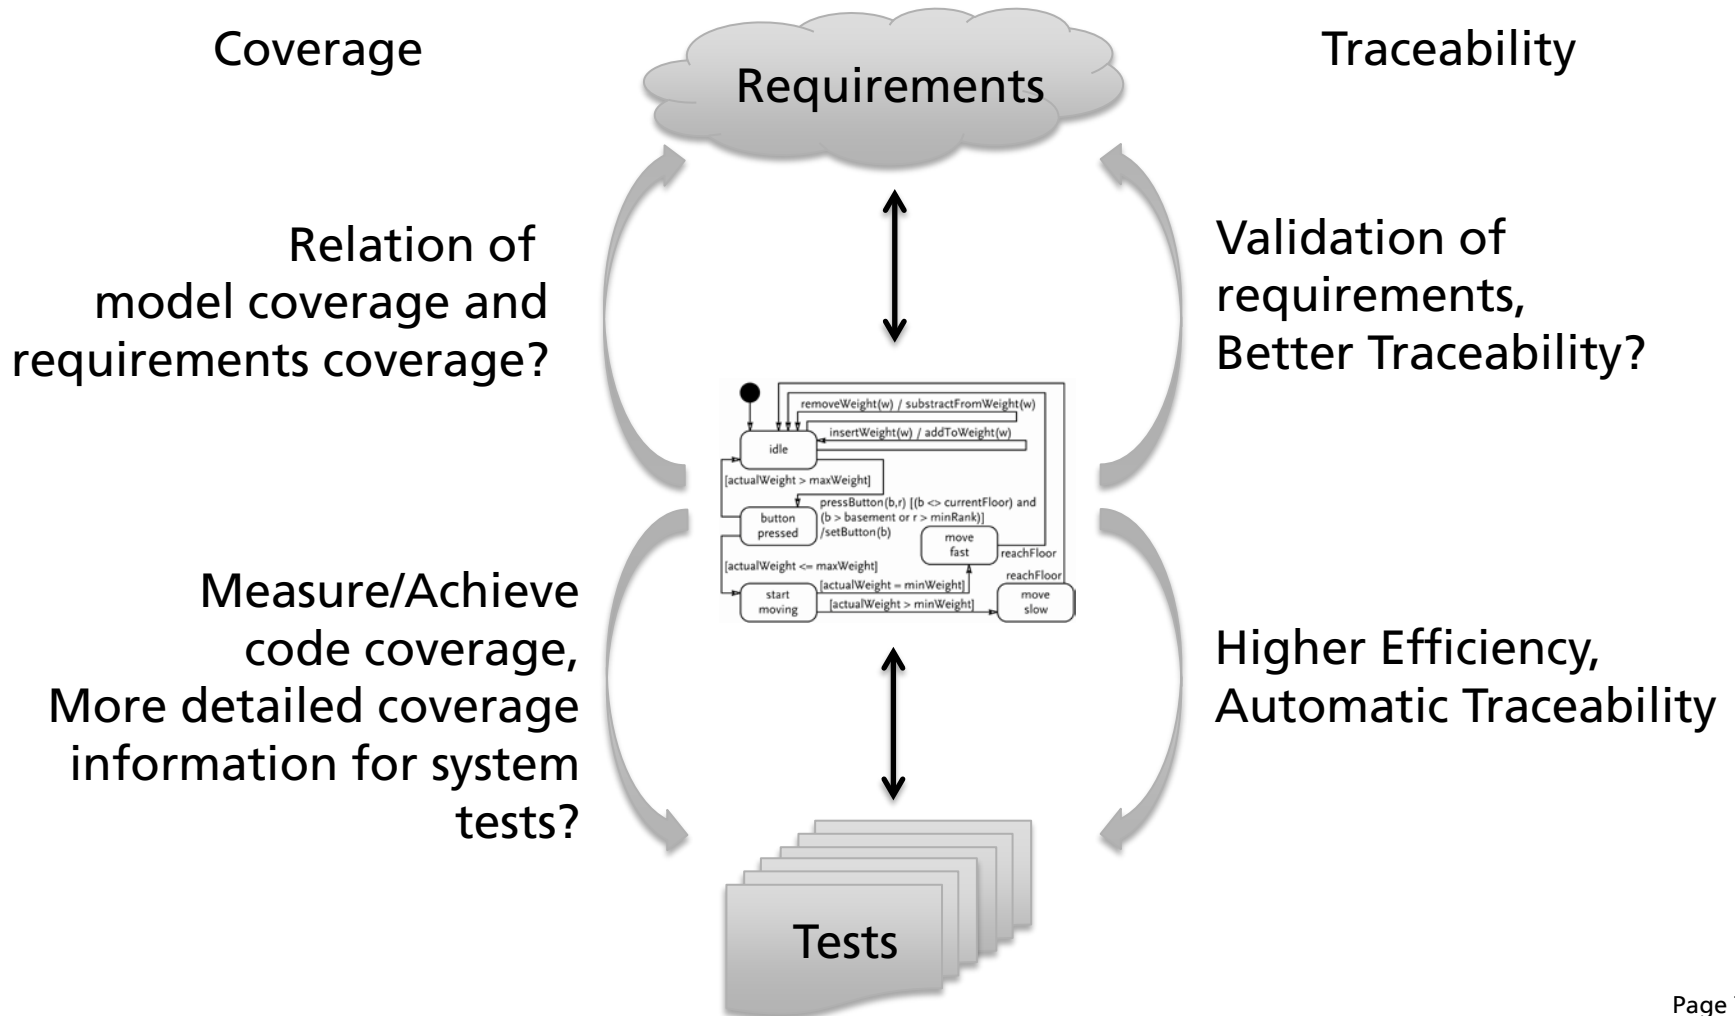 Coverage
Requirements
Traceability
Relation of
model coverage and
requirements coverage?
Validation of
requirements,
Better Traceability?
removeWeight(w) / substractFromWeight(w)
insertWeight(w) / addToWeight(w)
idle
[actualWeight > maxWeight]
pressButton(b,r) [(b <> currentFloor) and
(b > basement or r > minRank)]
/setButton(b)
button
pressed
move
fast
reachFloor
[actualWeight <= maxWeight]
reachFloor
[actualWeight = minWeight]
start
moving
[actualWeight > minWeight]
move
slow
Measure/Achieve
code coverage,
More detailed coverage
information for system
tests?
Higher Efficiency,
Automatic Traceability
Tests
Page